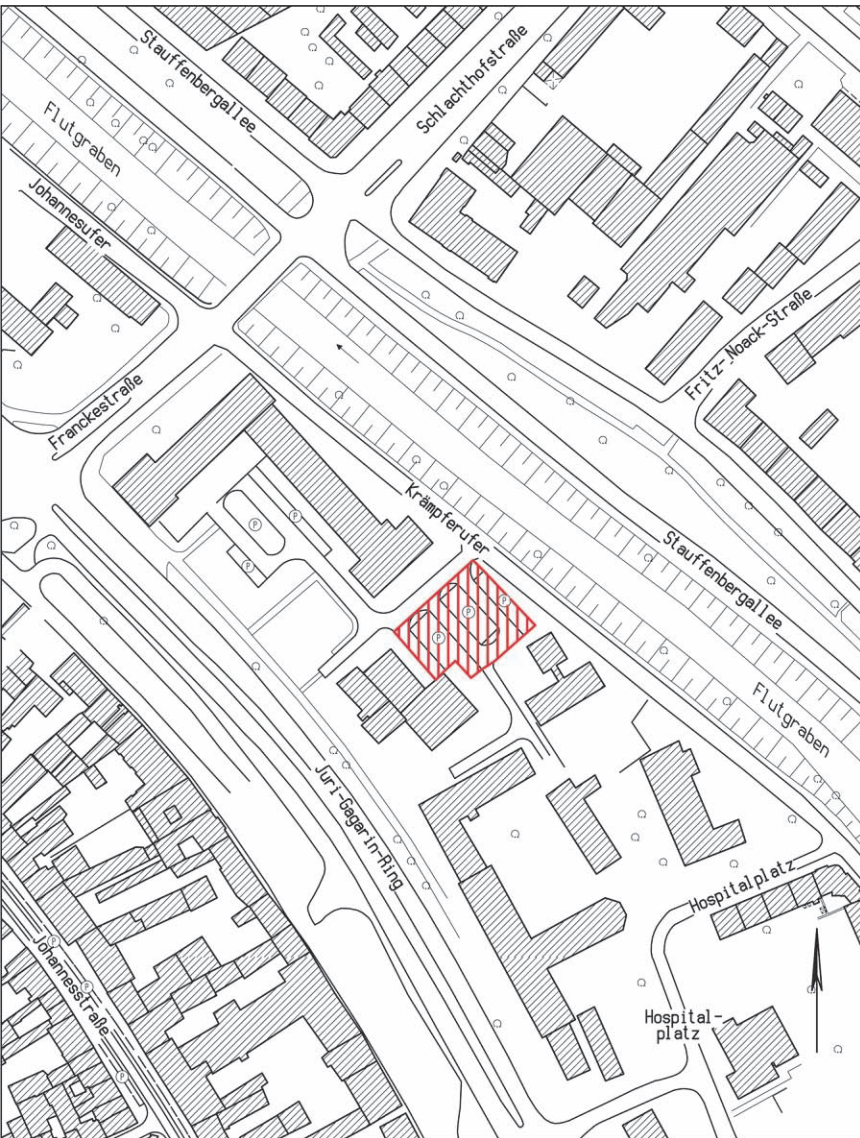 Stauffenbergallee
Schlachthofstraße
Flutgraben
Johannesufer
Fritz-Noack-Straße
Franckestraße
Krämpferufer
P
P
P
Stauffenbergallee
P
P
P
Flutgraben
Juri-Gagarin-Ring
Hospitalplatz
Johannesstraße
P
P
P
Hospital-
platz